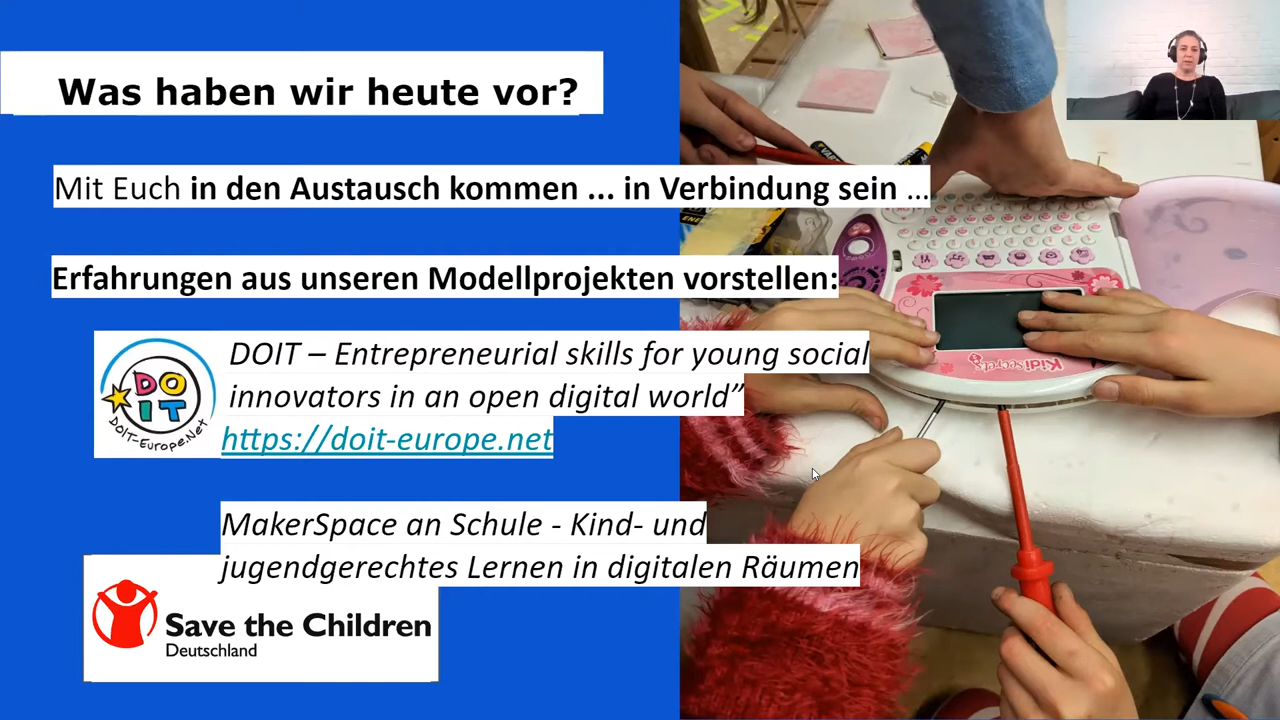 Was haben wir heute vor?
Mit Euch in den Austausch kommen ... in Verbindung sein ...
Erfahrungen aus unseren Modellprojekten vorstellen:
DO
IT
DOIT-Europe.Net
DOIT – Entrepreneurial skills for young social
innovators in an open digital world”
https://doit-europe.net
MakerSpace an Schule - Kind- und
jugendgerechtes Lernen in digitalen Räumen
Save the Children
Deutschland
Kidisecrets